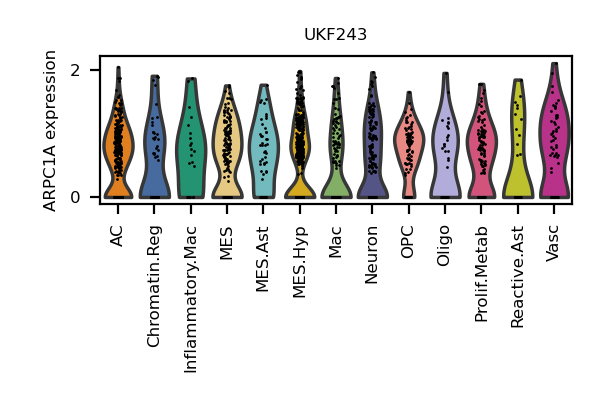 UKF243
ARPC1A expression
2
0
AC
Chromatin.Reg
Inflammatory.Mac
MES
MES.Ast
MES.Hyp
Mac
Neuron
OPC
Oligo
Prolif.Metab
Reactive.Ast
Vasc